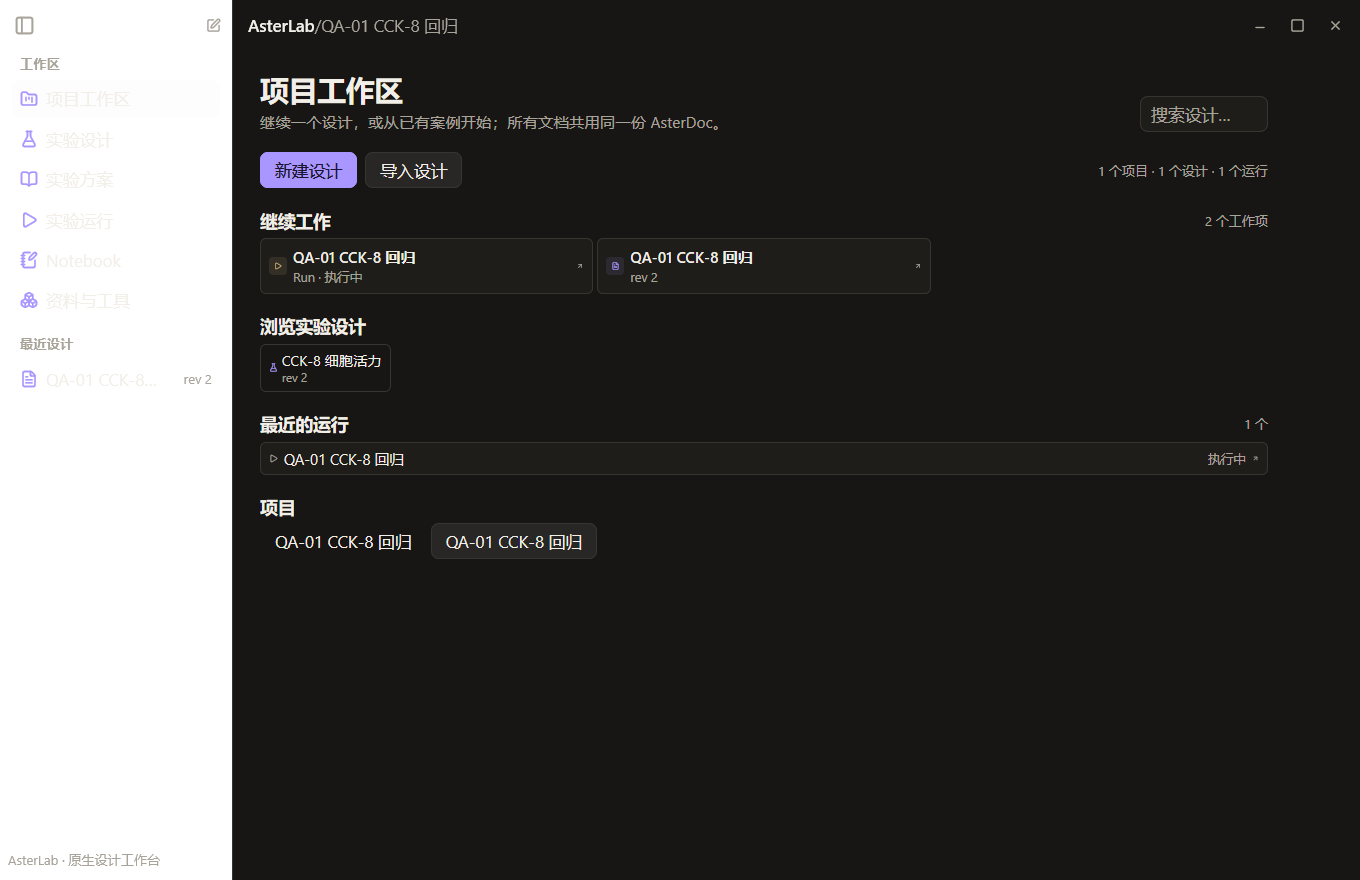 工作区
项目工作区
实验设计
实验方案
实验运行
Notebook
资料与工具
最近设计
QA-01 CCK-8... rev 2
AsterLab · 原生设计工作台
AsterLab/QA-01 CCK-8 回归
项目工作区
继续一个设计，或从已有案例开始；所有文档共用同一份 AsterDoc。
搜索设计...
新建设计 导入设计
1 个项目 · 1 个设计 · 1 个运行
继续工作
2 个工作项
QA-01 CCK-8 回归
Run · 执行中
QA-01 CCK-8 回归
rev 2
浏览实验设计
CCK-8 细胞活力
rev 2
最近的运行
1 个
QA-01 CCK-8 回归
执行中
项目
QA-01 CCK-8 回归 QA-01 CCK-8 回归